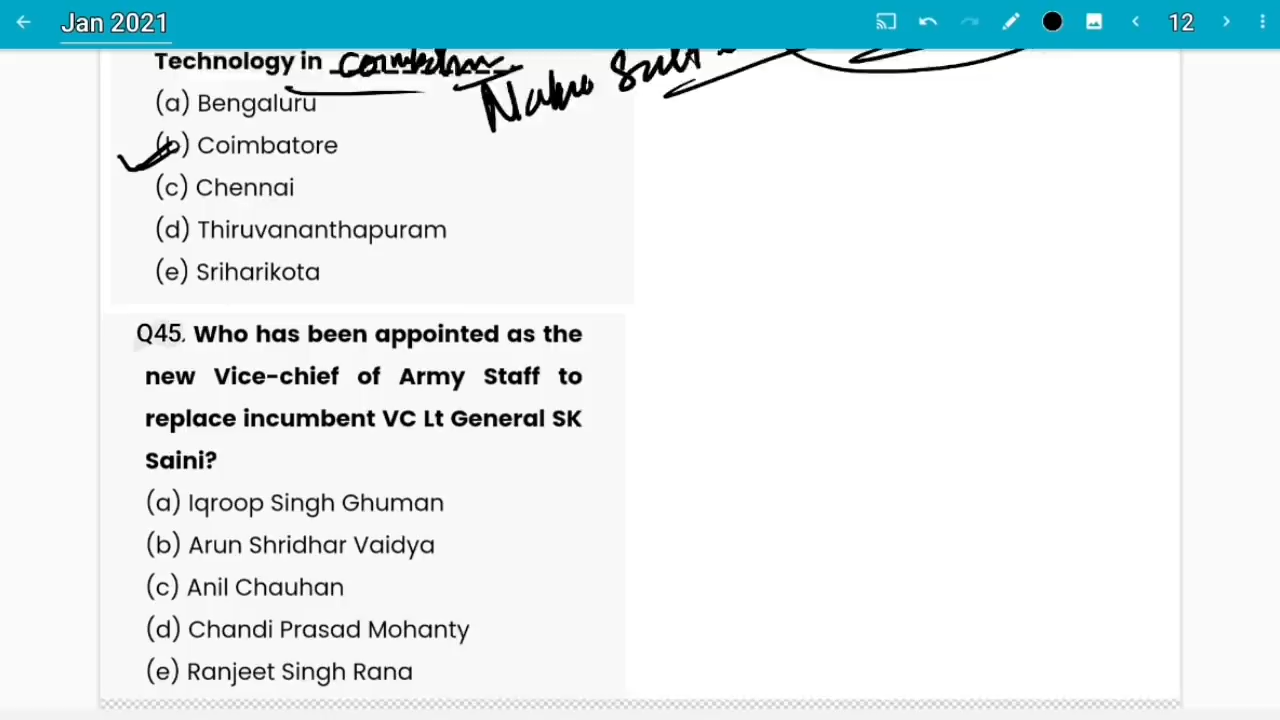 Jan 2021
12
Technology in
(a) Bengaluru
(b) Coimbatore
(c) Chennai
(d) Thiruvananthapuram
(e) Sriharikota
Q45. Who has been appointed as the
new Vice-chief of Army Staff to
replace incumbent VC Lt General SK
Saini?
(a) Iqroop Singh Ghuman
(b) Arun Shridhar Vaidya
(c) Anil Chauhan
(d) Chandi Prasad Mohanty
(e) Ranjeet Singh Rana